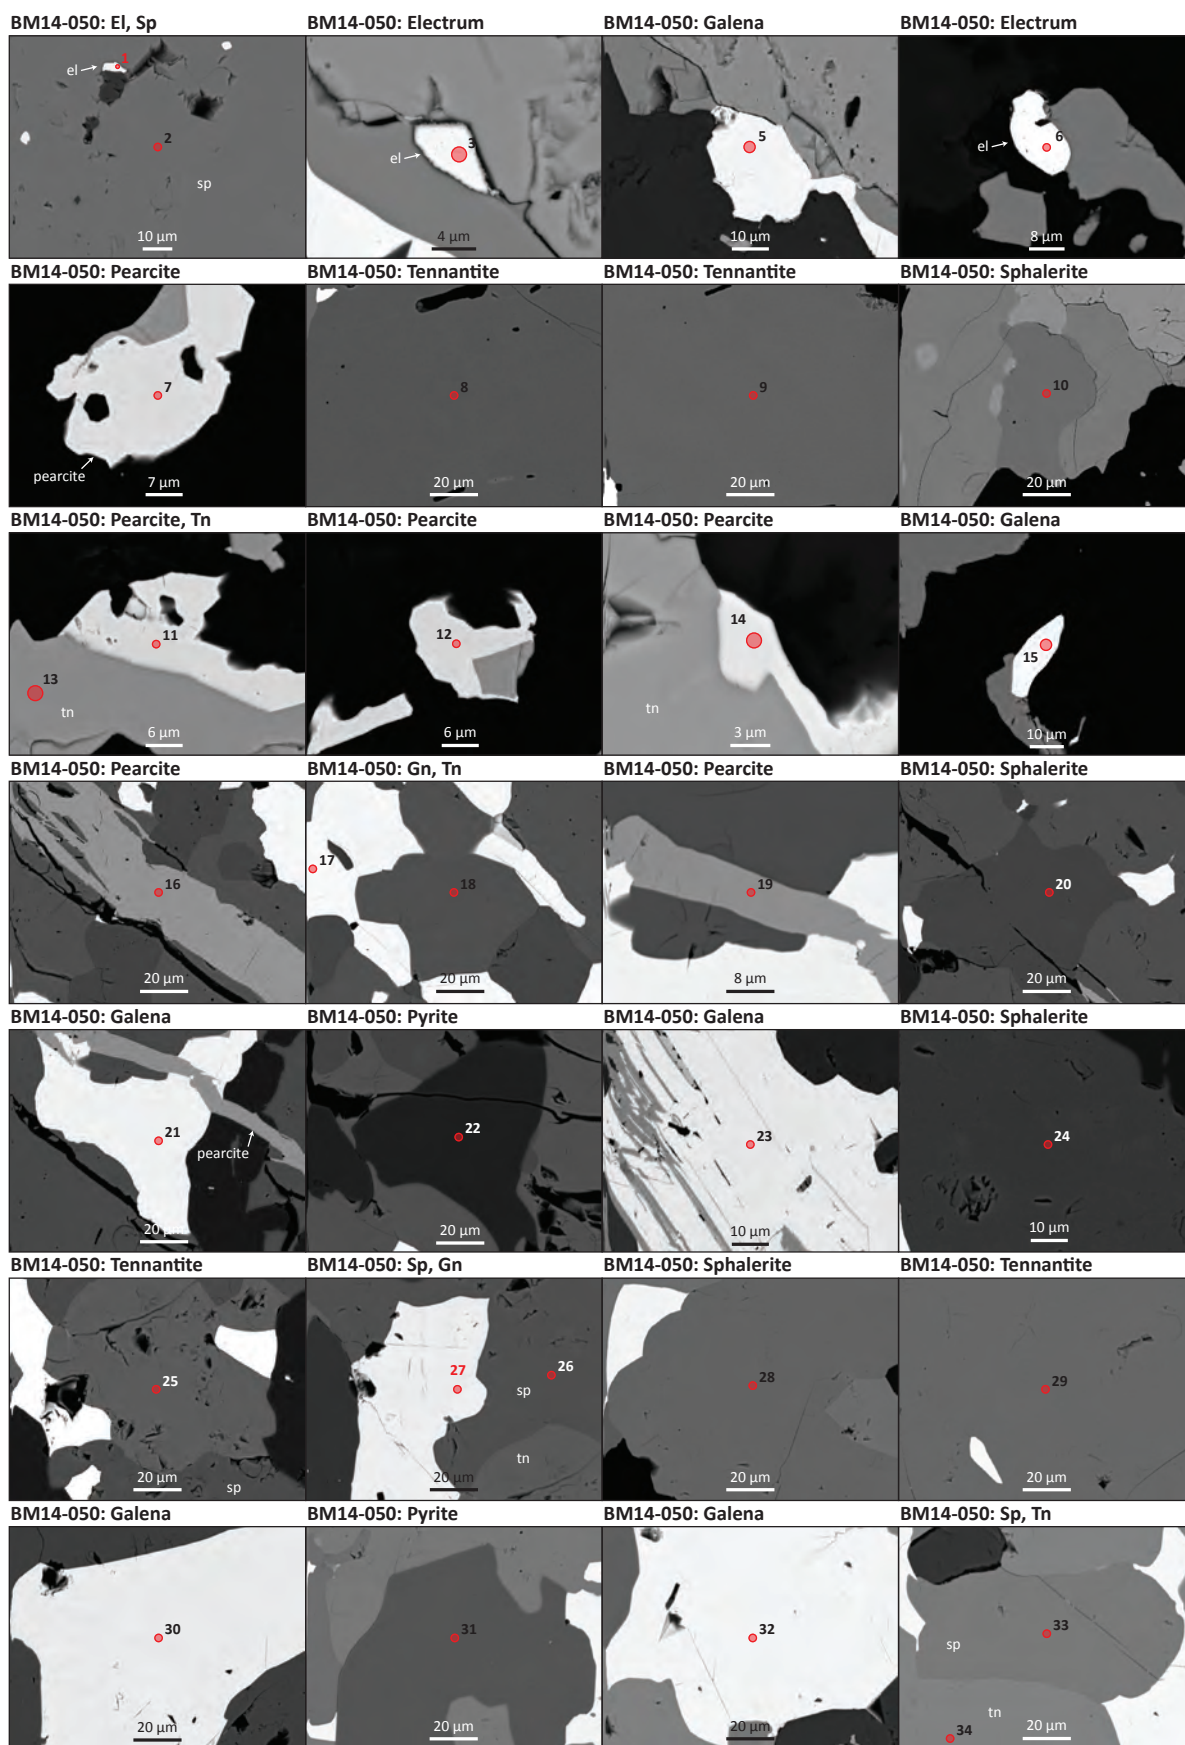 BM14-050: El, Sp
BM14-050: Electrum
BM14-050: Galena
BM14-050: Electrum
el
1
2
sp
10 µm
3
el
4 µm
5
10 µm
6
el
8 µm
BM14-050: Pearcite
BM14-050: Tennantite
BM14-050: Tennantite
BM14-050: Sphalerite
7
pearcite
7 µm
8
20 µm
9
20 µm
10
20 µm
BM14-050: Pearcite, Tn
BM14-050: Pearcite
BM14-050: Pearcite
BM14-050: Galena
11
13
tn
6 µm
12
6 µm
14
tn
3 µm
15
10 µm
BM14-050: Pearcite
BM14-050: Gn, Tn
BM14-050: Pearcite
BM14-050: Sphalerite
16
20 µm
17
18
20 µm
19
8 µm
20
20 µm
BM14-050: Galena
BM14-050: Pyrite
BM14-050: Galena
BM14-050: Sphalerite
21
pearcite
20 µm
22
20 µm
23
10 µm
24
10 µm
BM14-050: Tennantite
BM14-050: Sp, Gn
BM14-050: Sphalerite
BM14-050: Tennantite
25
20 µm
sp
27
26
sp
tn
20 µm
28
20 µm
29
20 µm
BM14-050: Galena
BM14-050: Pyrite
BM14-050: Galena
BM14-050: Sp, Tn
30
20 µm
31
20 µm
32
20 µm
33
sp
tn
34
20 µm